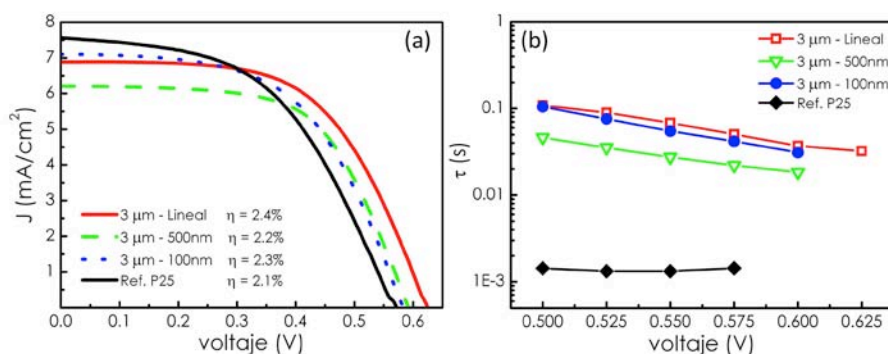 (a)
J (mA/cm²)
8
7
6
5
4
3
2
1
0
3 µm - Lineal η = 2.4%
3 µm - 500nm η = 2.2%
3 µm - 100nm η = 2.3%
Ref. P25 η = 2.1%
0.0 0.1 0.2 0.3 0.4 0.5 0.6
voltaje (V)
(b)
3 µm - Lineal
3 µm - 500nm
3 µm - 100nm
Ref. P25
τ (s)
1
0.1
0.01
1E-3
0.500 0.525 0.550 0.575 0.600 0.625
voltaje (V)